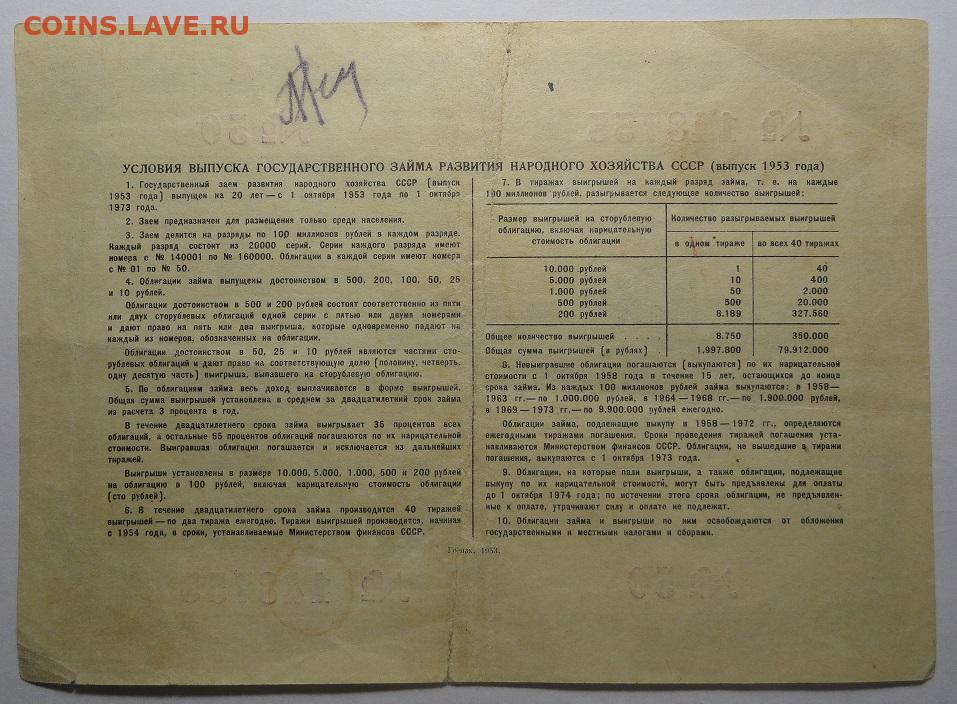 COINS.LAVE.RU
№ 50
УСЛОВИЯ ВЫПУСКА ГОСУДАРСТВЕННОГО ЗАЙМА РАЗВИТИЯ НАРОДНОГО ХОЗЯЙСТВА СССР (выпуск 1953 года)
1. Государственный заем развития народного хозяйства СССР (выпуск
1953 года) выпущен на 20 лет — с 1 октября 1953 года по 1 октября
1973 года.
2. Заем предназначен для размещения только среди населения.
3. Заем делится на разряды по 100 миллионов рублей в каждом разряде.
Каждый разряд состоит из 20000 серий. Серии каждого разряда имеют
номера с № 140001 по № 160000. Облигации в каждой серии имеют номера
с № 01 по № 50.
4. Облигации займа выпущены достоинством в 500, 200, 100, 50, 25
и 10 рублей.
Облигации достоинством в 500 и 200 рублей состоят соответственно из пяти
или двух сторублевых облигаций одной серии с пятью или двумя номерами
и дают право на пять или два выигрыша, которые одновременно падают на
каждый из номеров, обозначенных на облигации.
Облигации достоинством в 50, 25 и 10 рублей являются частями сто-
рублевых облигаций и дают право на соответствующую долю (половину, четверть,
одну десятую часть) выигрыша, выпавшего на сторублевую облигацию.
5. По облигациям займа весь доход выплачивается в форме выигрышей.
Общая сумма выигрышей установлена в среднем за двадцатилетний срок займа
из расчета 3 процента в год.
В течение двадцатилетнего срока займа выигрывает 35 процентов всех
облигаций, а остальные 65 процентов облигаций погашаются по их нарицательной
стоимости. Выигравшая облигация погашается и исключается из дальнейших
тиражей.
Выигрыши установлены в размере 10.000, 5.000, 1.000, 500 и 200 рублей
на облигацию в 100 рублей, включая нарицательную стоимость облигации
(сто рублей).
6. В течение двадцатилетнего срока займа производится 40 тиражей
выигрышей — по два тиража ежегодно. Тиражи выигрышей производятся, начиная
с 1954 года, в сроки, устанавливаемые Министерством финансов СССР.
7. В тиражах выигрышей на каждый разряд займа, т. е. на каждые
100 миллионов рублей, разыгрывается следующее количество выигрышей:
Размер выигрышей на сторублевую
облигацию, включая нарицательную
стоимость облигации
Количество разыгрываемых выигрышей
в одном тираже во всех 40 тиражах
10.000 рублей 1 40
5.000 рублей 10 400
1.000 рублей 50 2.000
500 рублей 500 20.000
200 рублей 8.189 327.560
Общее количество выигрышей . . . . 8.750 350.000
Общая сумма выигрышей (в рублях) . 1.997.800 79.912.000
8. Невыигравшие облигации погашаются (выкупаются) по их нарицательной
стоимости с 1 октября 1958 года в течение 15 лет, остающихся до конца
срока займа. Из каждых 100 миллионов рублей займа выкупаются: в 1958—
1963 гг.— по 1.000.000 рублей, в 1964—1968 гг.— по 1.900.000 рублей,
в 1969—1973 гг.— по 9.900.000 рублей ежегодно.
Облигации займа, подлежащие выкупу в 1958—1972 гг., определяются
ежегодными тиражами погашения. Сроки проведения тиражей погашения уста-
навливаются Министерством финансов СССР. Облигации, не вышедшие в тиражи
погашения, выкупаются с 1 октября 1973 года.
9. Облигации, на которые пали выигрыши, а также облигации, подлежащие
выкупу по их нарицательной стоимости, могут быть предъявлены для оплаты
до 1 октября 1974 года; по истечении этого срока облигации, не предъявлен-
ные к оплате, утрачивают силу и оплате не подлежат.
10. Облигации займа и выигрыши по ним освобождаются от обложения
государственными и местными налогами и сборами.
Гознак, 1953.
№ 50